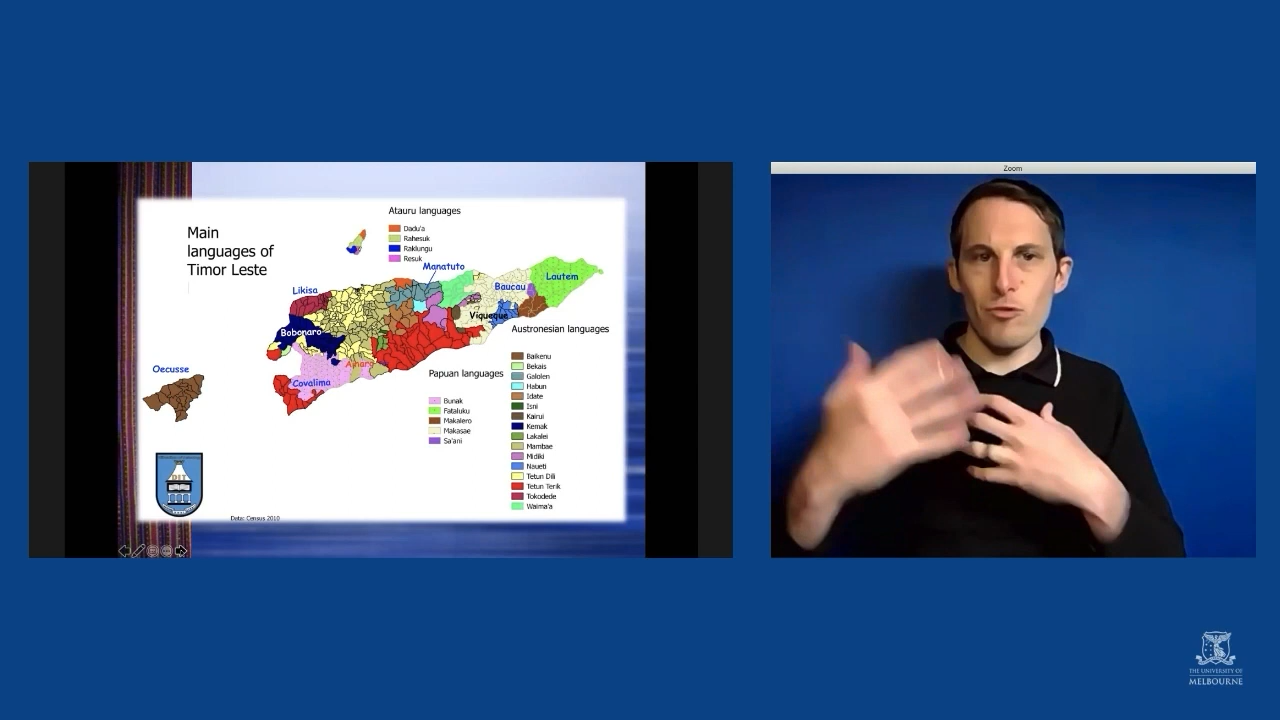 Zoom
Main
languages of
Timor Leste
Atauru languages
Dadu'a
Rahesuk
Raklungu
Resuk
Manatuto
Lautem
Baucau
Likisa
Viqueque
Bobonaro
Ainaro
Covalima
Oecusse
Papuan languages
Bunak
Fataluku
Makalero
Makasae
Sa'ani
Austronesian languages
Baikenu
Bekais
Galolen
Habun
Idate
Isni
Kairui
Kemak
Lakalei
Mambae
Midiki
Naueti
Tetun Dili
Tetun Terik
Tokodede
Waima'a
DIT
Data: Census 2010
THE UNIVERSITY OF
MELBOURNE